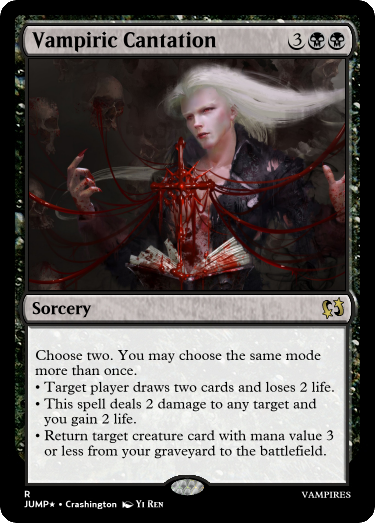 Vampiric Cantation 3
Sorcery
Choose two. You may choose the same mode
more than once.
• Target player draws two cards and loses 2 life.
• This spell deals 2 damage to any target and
you gain 2 life.
• Return target creature card with mana value 3
or less from your graveyard to the battlefield.
R
VAMPIRES
JUMP★ • Crashington Yi Ren